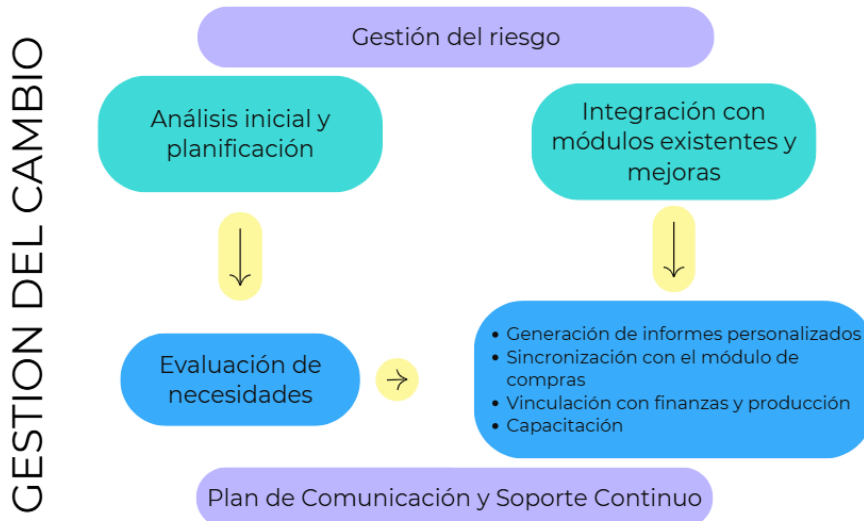 GESTION DEL CAMBIO
Gestión del riesgo
Análisis inicial y
planificación
Integración con
módulos existentes y
mejoras
Evaluación de
necesidades
• Generación de informes personalizados
• Sincronización con el módulo de
compras
• Vinculación con finanzas y producción
• Capacitación
Plan de Comunicación y Soporte Continuo